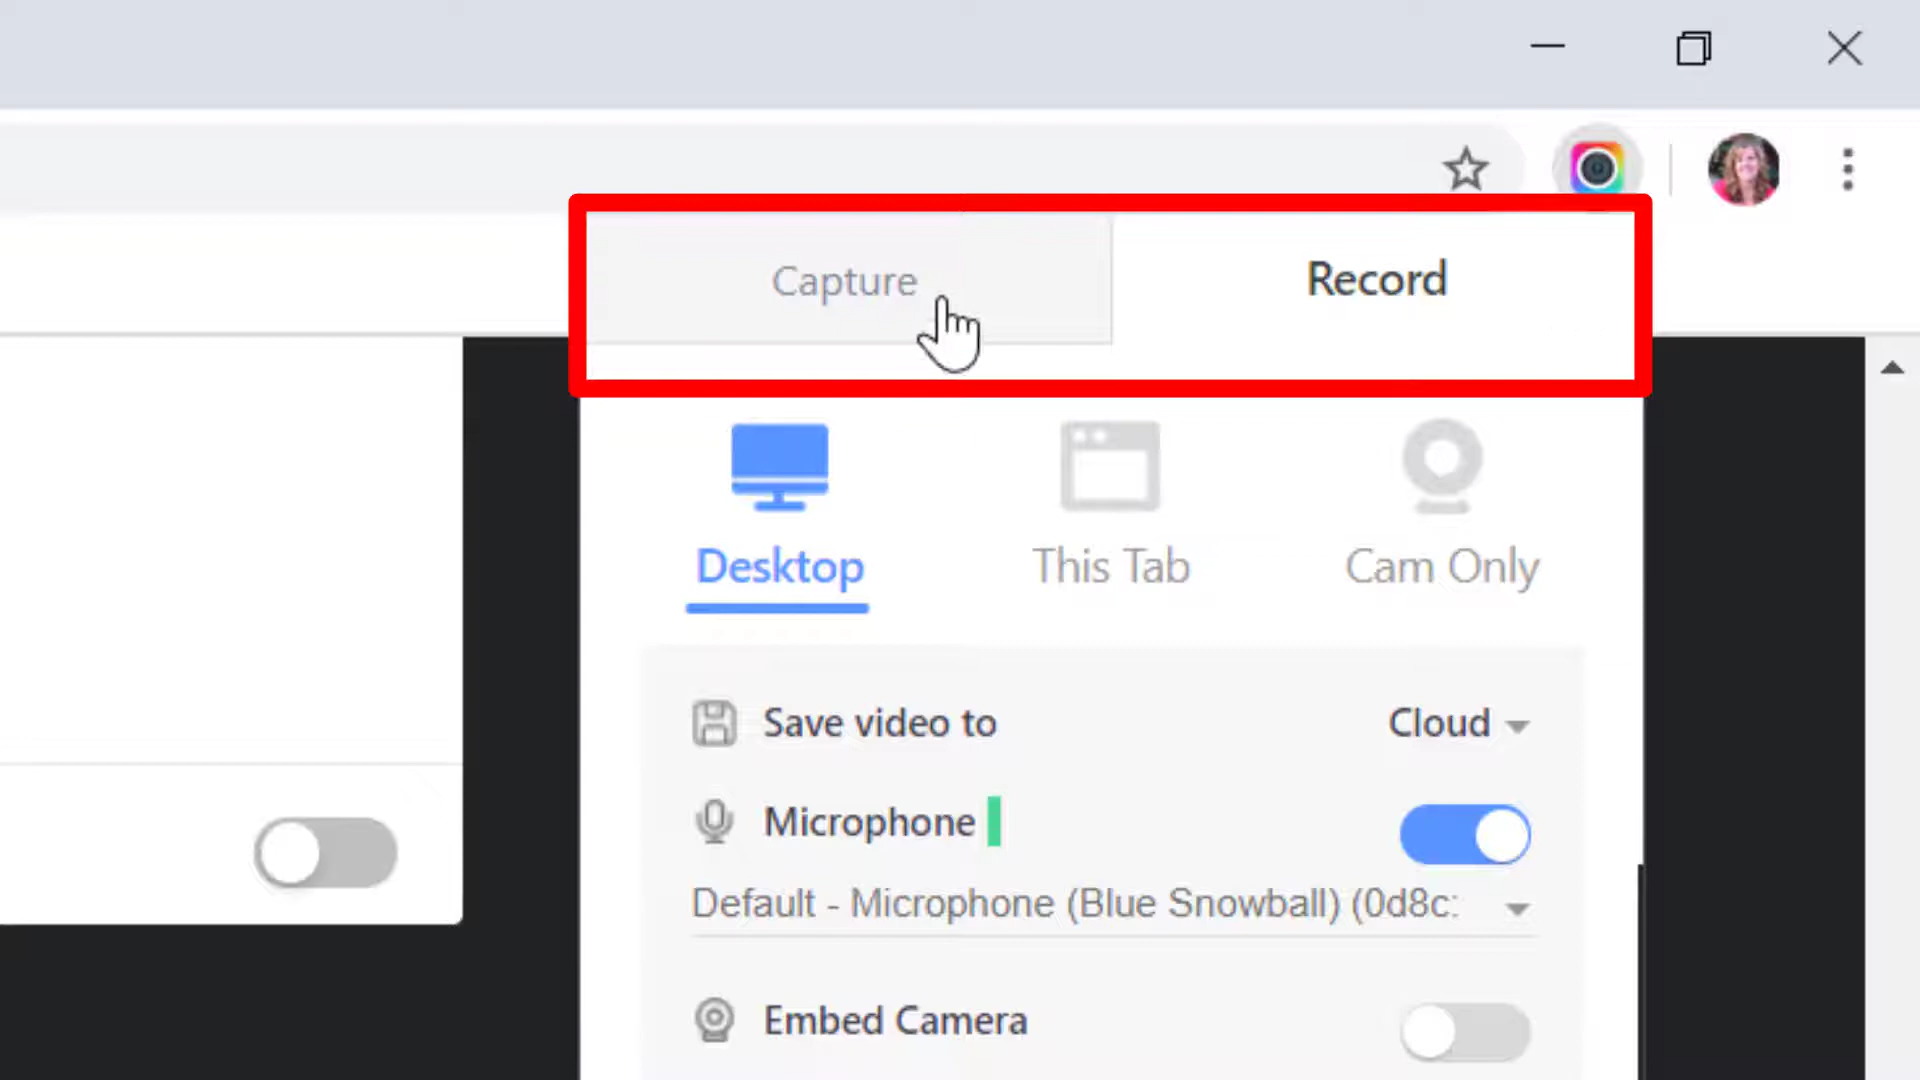 Capture
Record
Desktop
This Tab
Cam Only
Save video to
Cloud
Microphone
Default - Microphone (Blue Snowball) (0d8c:
Embed Camera